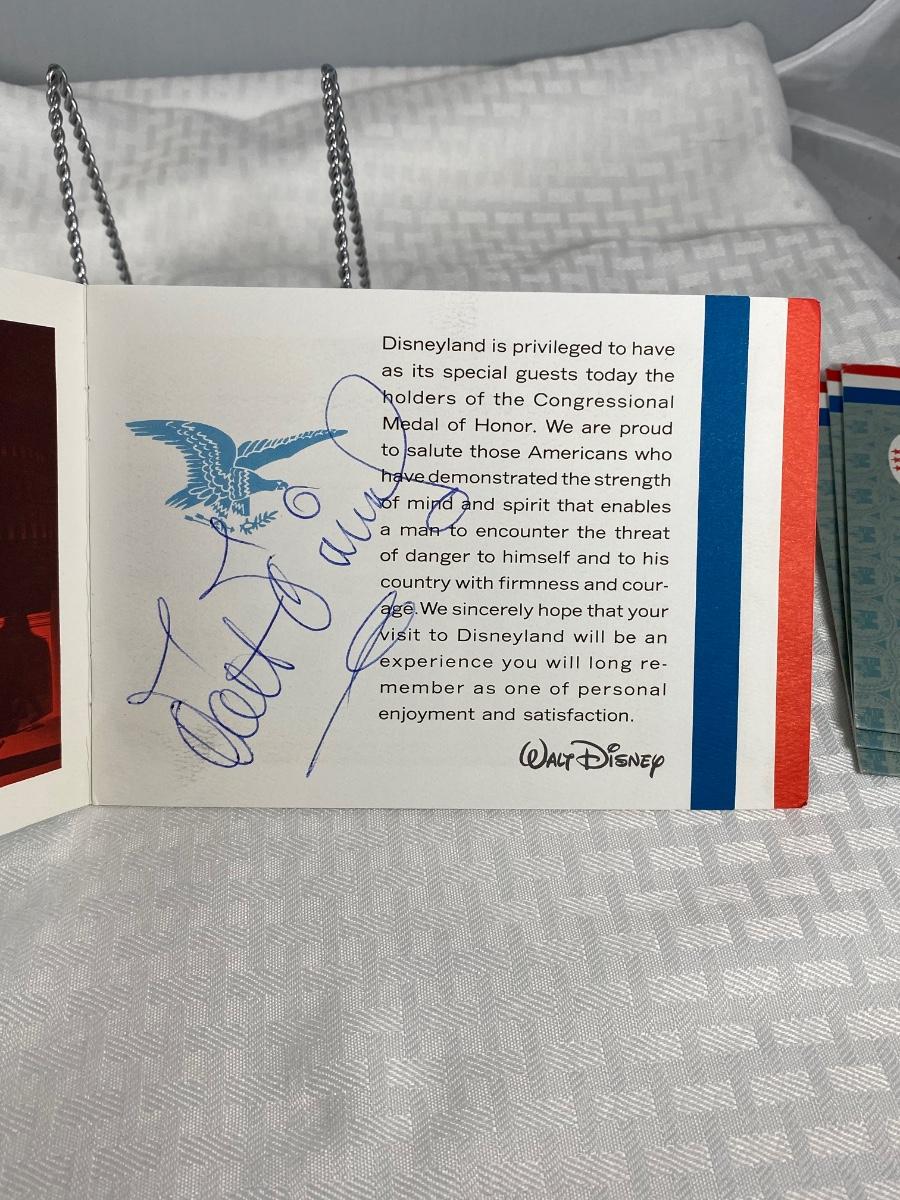 Disneyland is privileged to have
as its special guests today the
holders of the Congressional
Medal of Honor. We are proud
to salute those Americans who
have demonstrated the strength
of mind and spirit that enables
a man to encounter the threat
of danger to himself and to his
country with firmness and cour-
age. We sincerely hope that your
visit to Disneyland will be an
experience you will long re-
member as one of personal
enjoyment and satisfaction.
WALT DISNEY